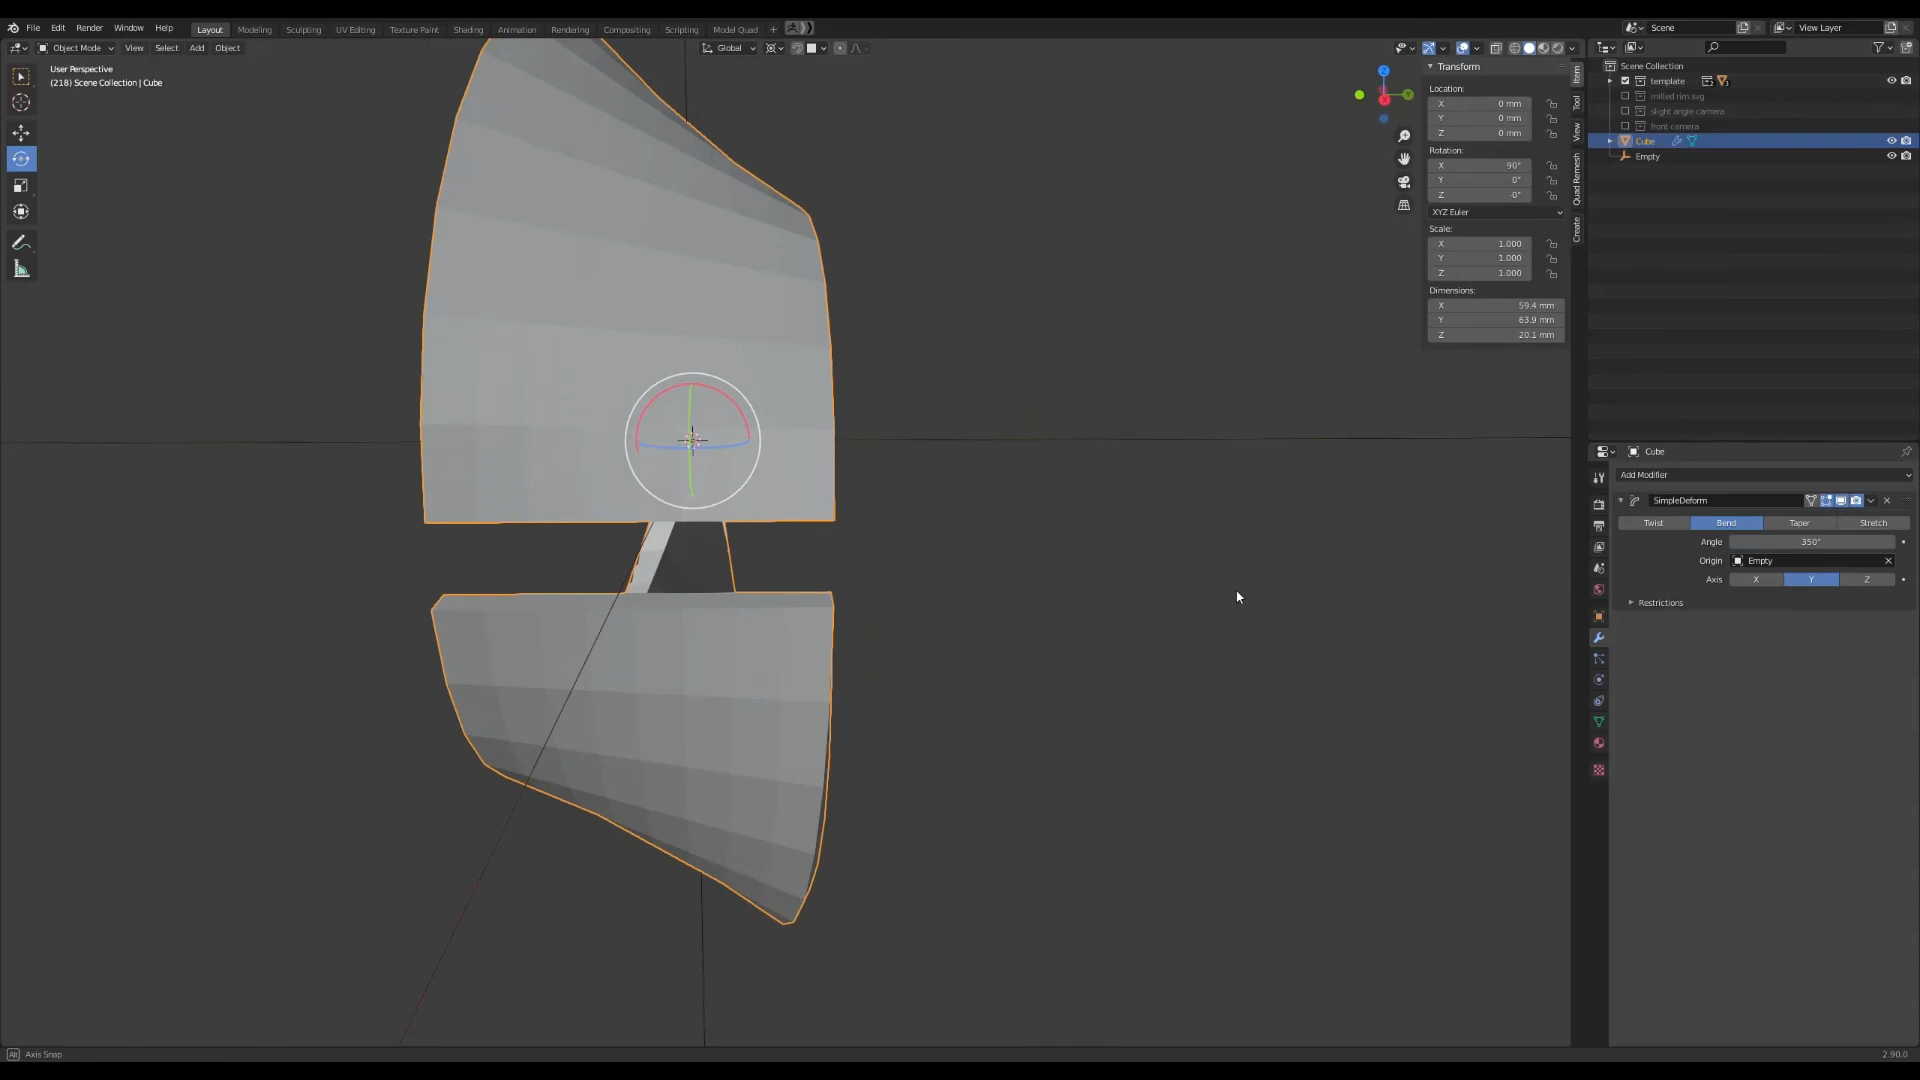 File Edit Render Window Help Layout Modeling Sculpting UV Editing Texture Paint Shading Animation Rendering Compositing Scripting Model Quad + Scene View Layer
Object Mode View Select Add Object Global
User Perspective
(218) Scene Collection | Cube
Transform
Location:
X 0 mm
Y 0 mm
Z 0 mm
Rotation:
X 90°
Y 0°
Z -0°
XYZ Euler
Scale:
X 1.000
Y 1.000
Z 1.000
Dimensions:
X 59.4 mm
Y 63.9 mm
Z 20.1 mm
Item
Tool
View
Quad Remesh
Create
Scene Collection
template
milled rim.svg
slight angle camera
front camera
Cube
Empty
Cube
Add Modifier
SimpleDeform
Twist Bend Taper Stretch
Angle 350°
Origin Empty
Axis X Y Z
Restrictions
Alt Axis Snap
2.90.0